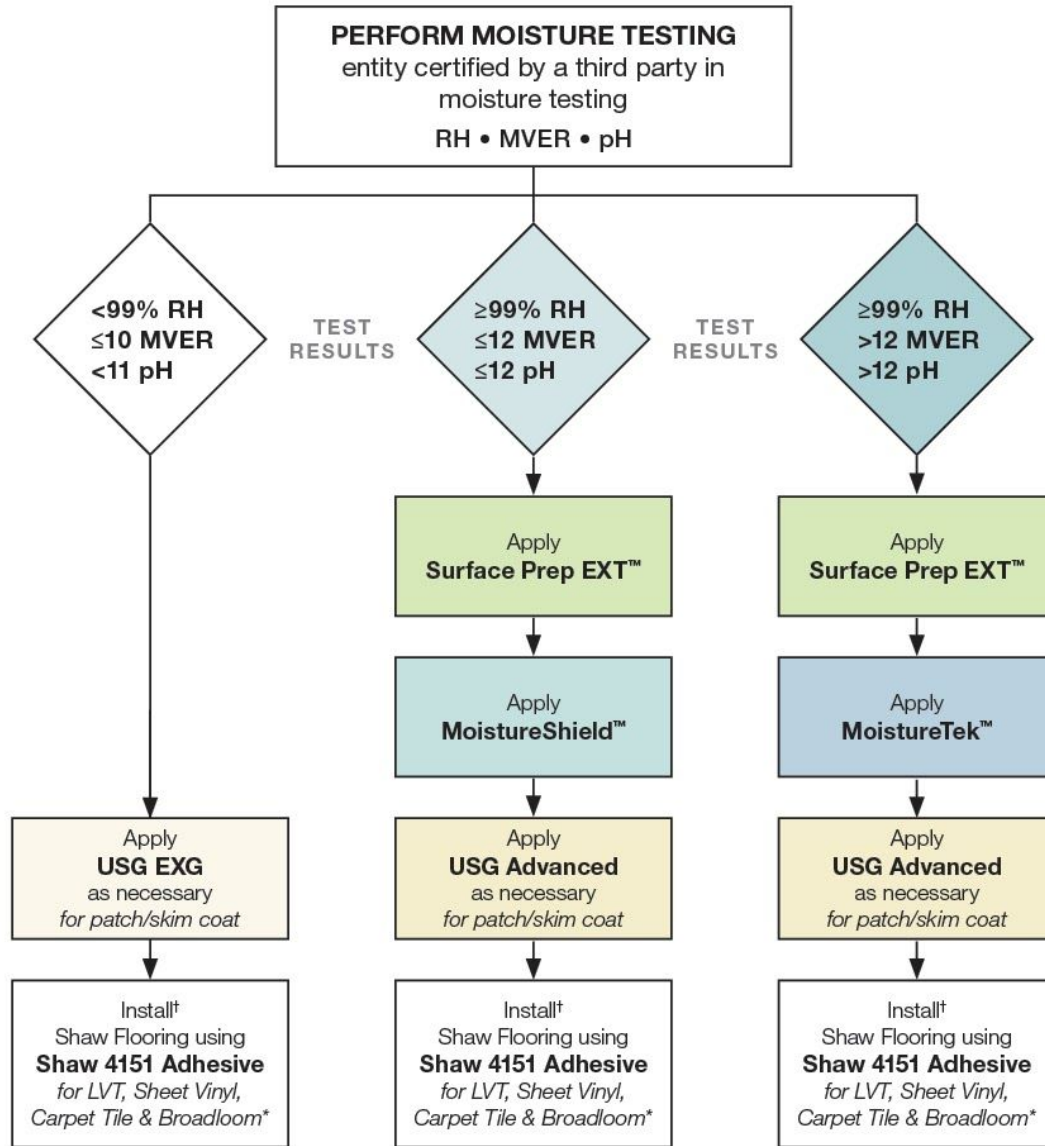 PERFORM MOISTURE TESTING
entity certified by a third party in
moisture testing
RH • MVER • pH
<99% RH
≤10 MVER
<11 pH
TEST
RESULTS
≥99% RH
≤12 MVER
≤12 pH
TEST
RESULTS
≥99% RH
>12 MVER
>12 pH
Apply
Surface Prep EXT™
Apply
Surface Prep EXT™
Apply
MoistureShield™
Apply
MoistureTek™
Apply
USG EXG
as necessary
for patch/skim coat
Apply
USG Advanced
as necessary
for patch/skim coat
Apply
USG Advanced
as necessary
for patch/skim coat
Install†
Shaw Flooring using
Shaw 4151 Adhesive
for LVT, Sheet Vinyl,
Carpet Tile & Broadloom*
Install†
Shaw Flooring using
Shaw 4151 Adhesive
for LVT, Sheet Vinyl,
Carpet Tile & Broadloom*
Install†
Shaw Flooring using
Shaw 4151 Adhesive
for LVT, Sheet Vinyl,
Carpet Tile & Broadloom*